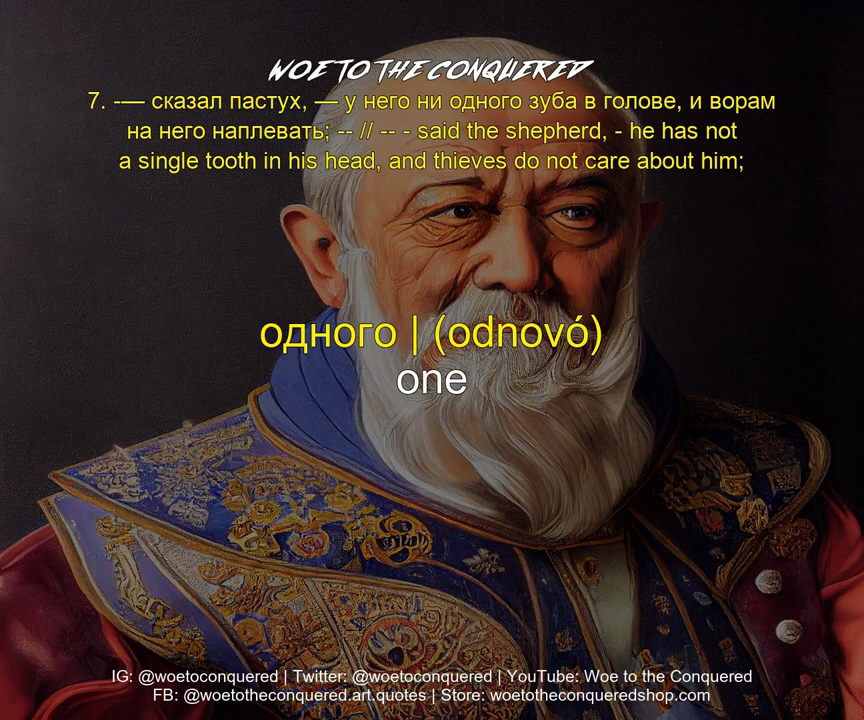 WOE TO THE CONQUERED
7. -— сказал пастух, — у него ни одного зуба в голове, и ворам
на него наплевать; -- // -- - said the shepherd, - he has not
a single tooth in his head, and thieves do not care about him;
одного | (odnovó)
one
IG: @woetoconquered | Twitter: @woetoconquered | YouTube: Woe to the Conquered
FB: @woetotheconquered.art.quotes | Store: woetotheconqueredshop.com